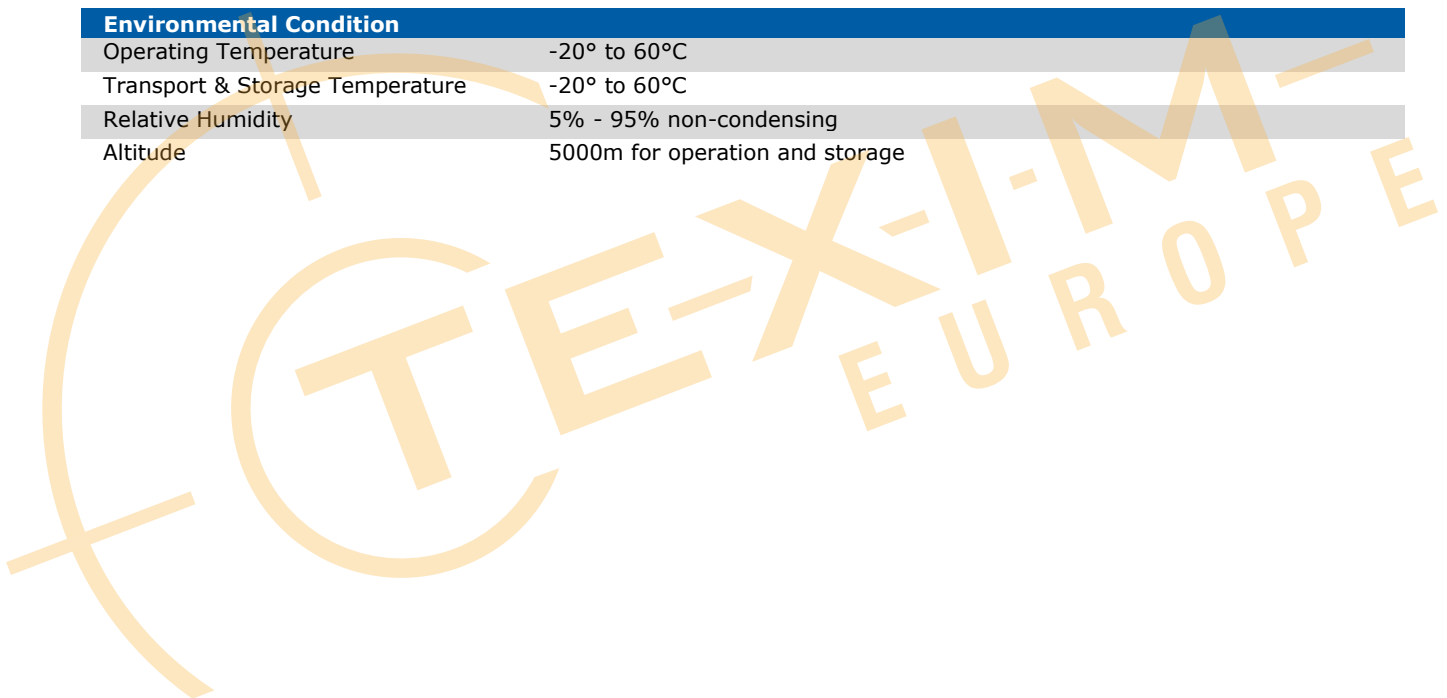 Environmental Condition
Operating Temperature -20° to 60°C
Transport & Storage Temperature -20° to 60°C
Relative Humidity 5% - 95% non-condensing
Altitude 5000m for operation and storage
TE-X-I-M-
EUROPE